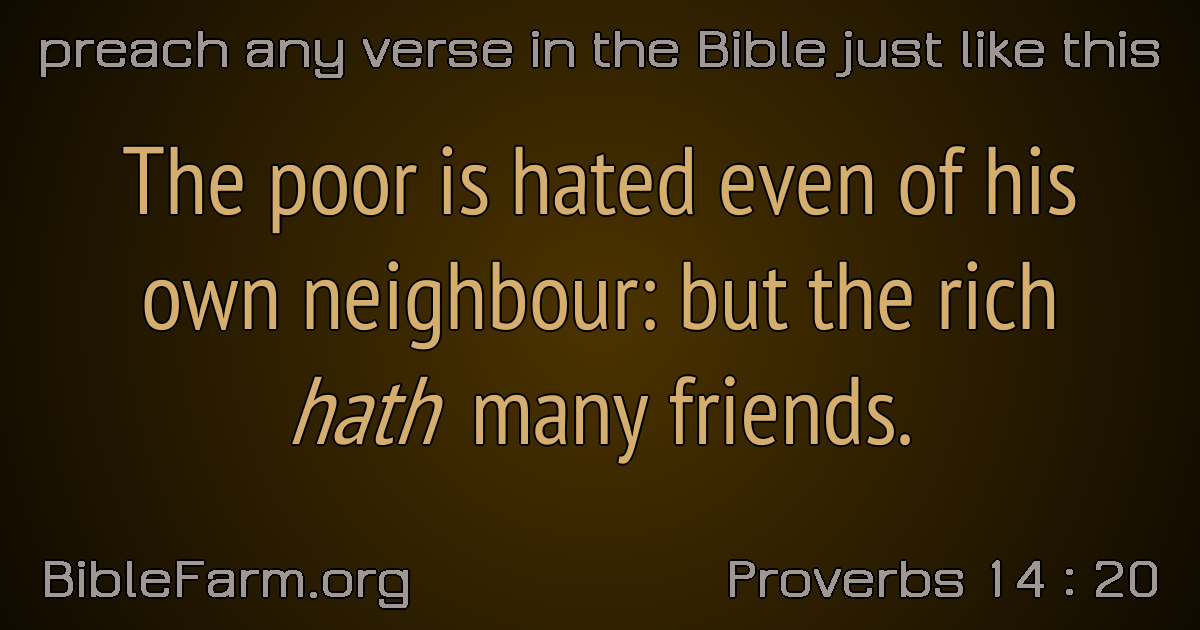 preach any verse in the Bible just like this
The poor is hated even of his
own neighbour: but the rich
hath many friends.
BibleFarm.org
Proverbs 14 : 20